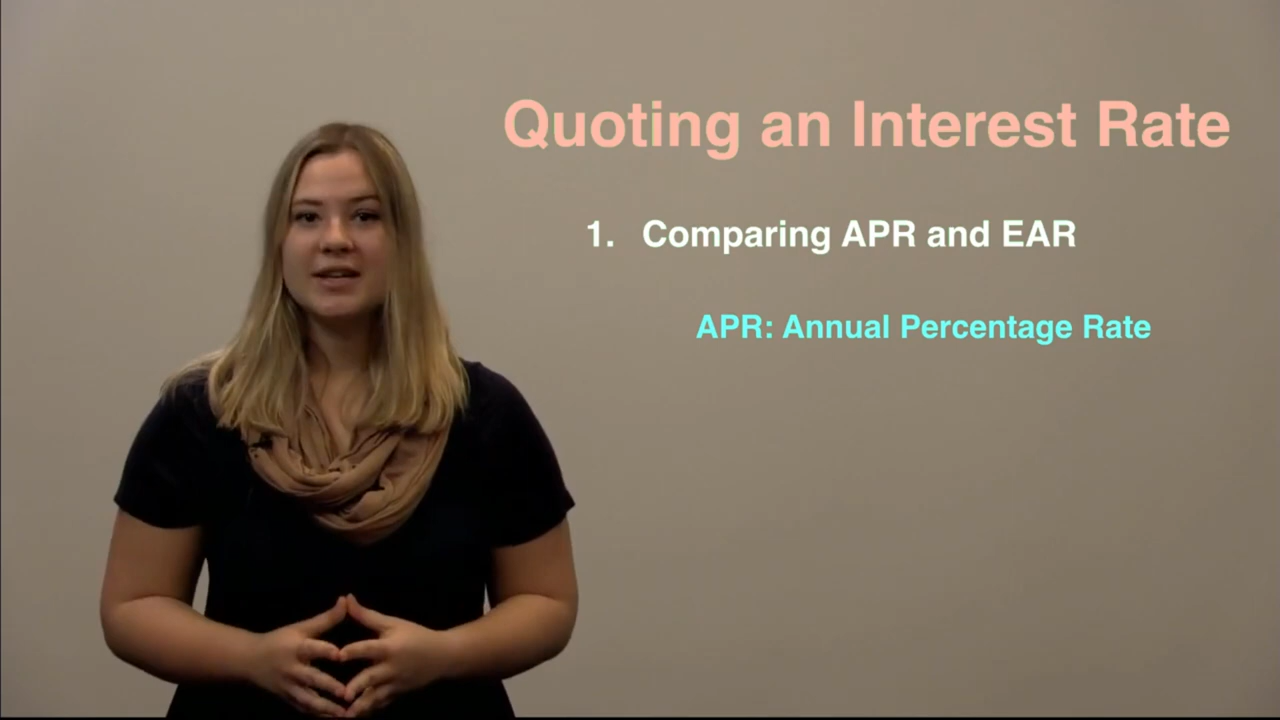 Quoting an Interest Rate
1. Comparing APR and EAR
APR: Annual Percentage Rate